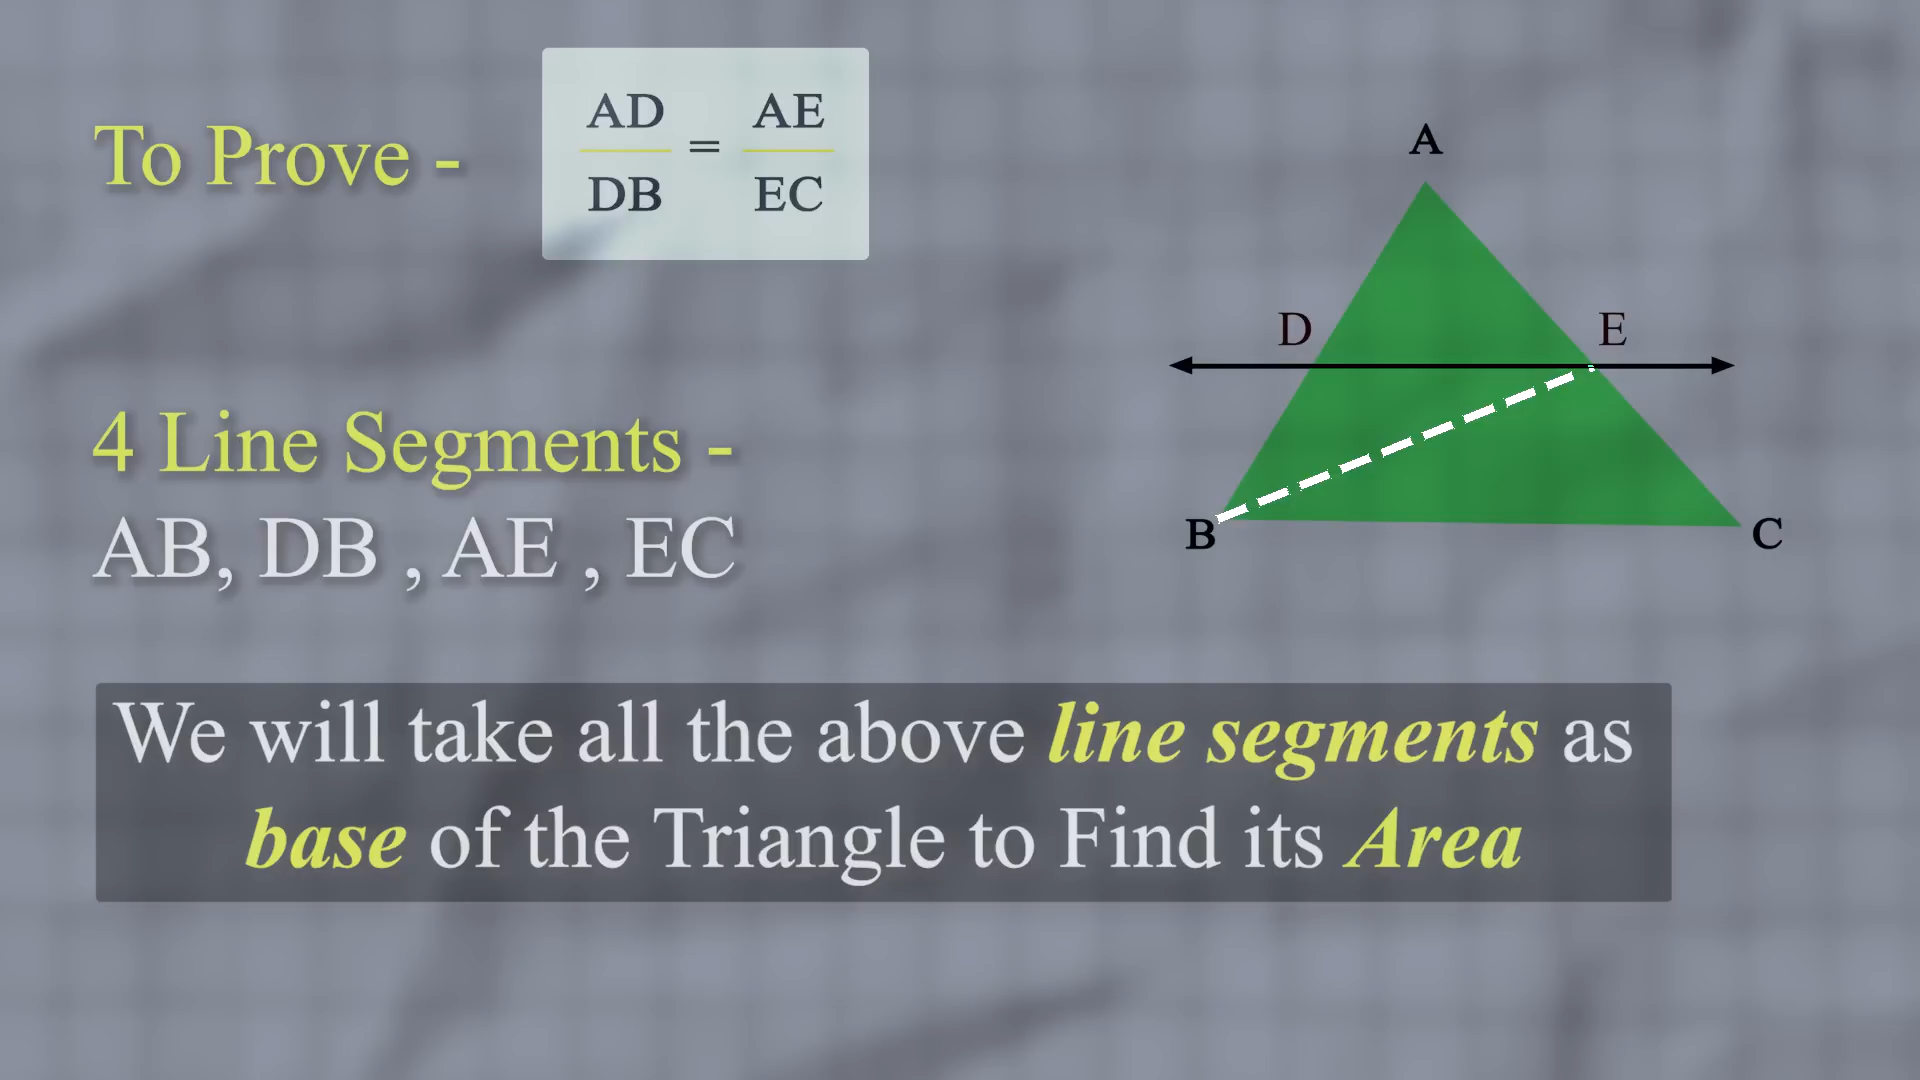 To Prove -
AD
DB
=
AE
EC
A
D
E
B
C
4 Line Segments -
AB, DB , AE , EC
We will take all the above line segments as
base of the Triangle to Find its Area